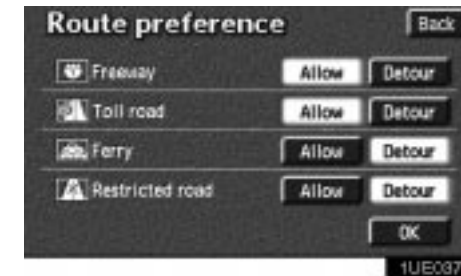 Route preference Back
Freeway Allow Detour
Toll road Allow Detour
Ferry Allow Detour
Restricted road Allow Detour
OK
1UE037